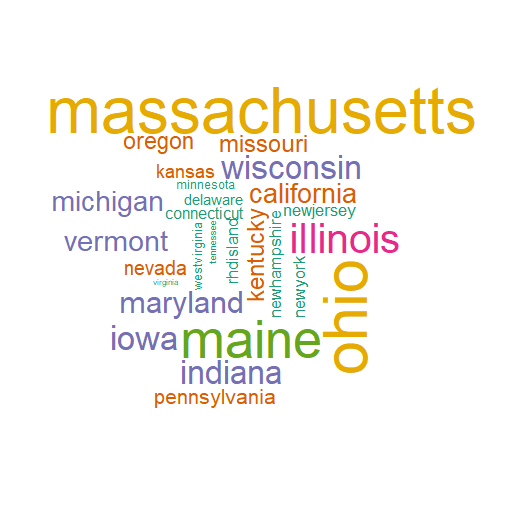 massachusetts
oregon
missouri
kansas
wisconsin
minnesota
michigan
delaware
california
connecticut
newjersey
vermont
westvirginia
tennessee
rhdisland
kentucky
newhampshire
illinois
nevada
virginia
newyork
maryland
ohio
iowa
maine
indiana
pennsylvania